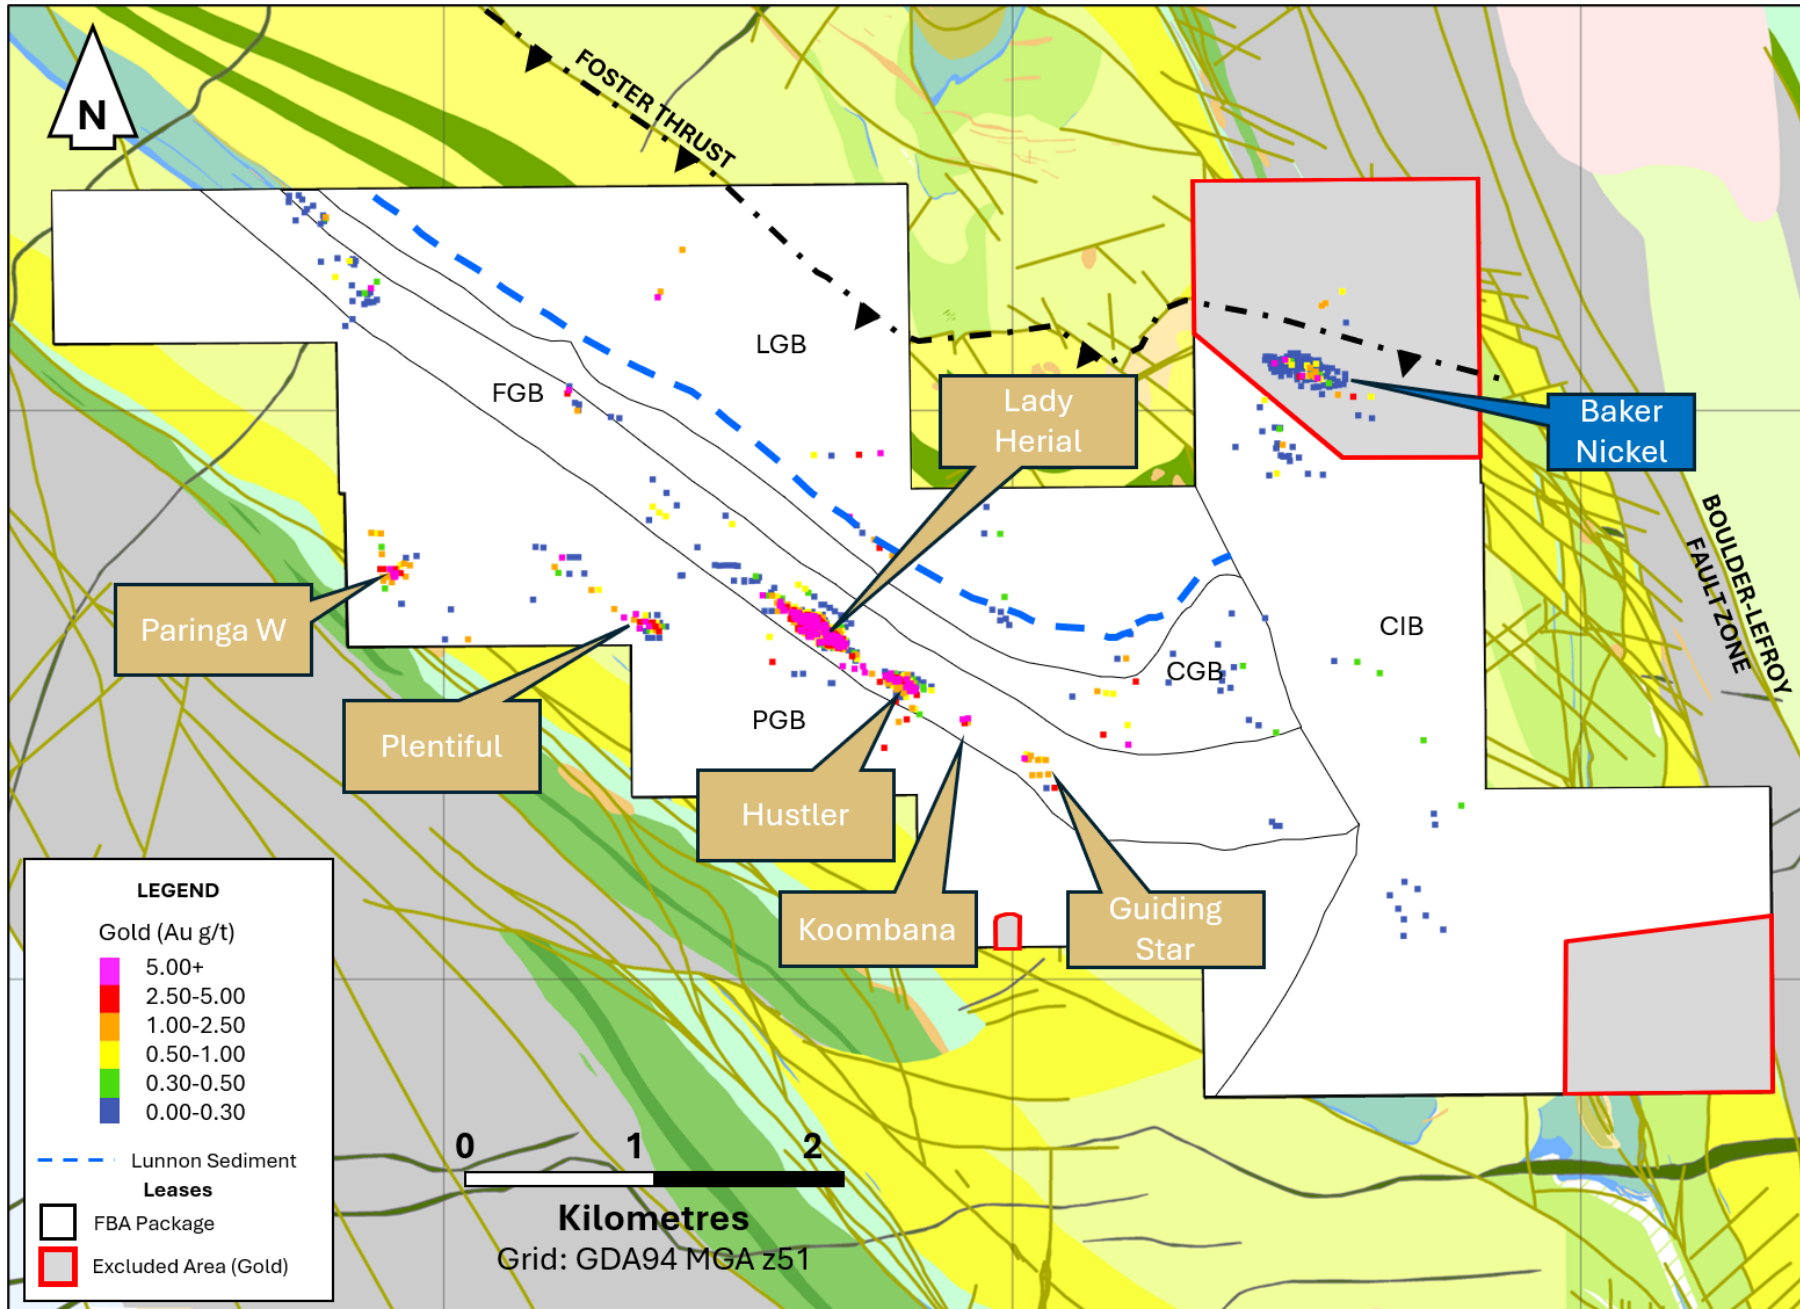 N
FOSTER THRUST
LGB
FGB
Lady
Herial
Baker
Nickel
BOULDER-LEFROY
FAULT ZONE
Paringa W
CIB
CGB
PGB
Plentiful
Hustler
Koombana
Guiding
Star
LEGEND
Gold (Au g/t)
5.00+
2.50-5.00
1.00-2.50
0.50-1.00
0.30-0.50
0.00-0.30
Lunnon Sediment
Leases
FBA Package
Excluded Area (Gold)
0 1 2
Kilometres
Grid: GDA94 MGA z51